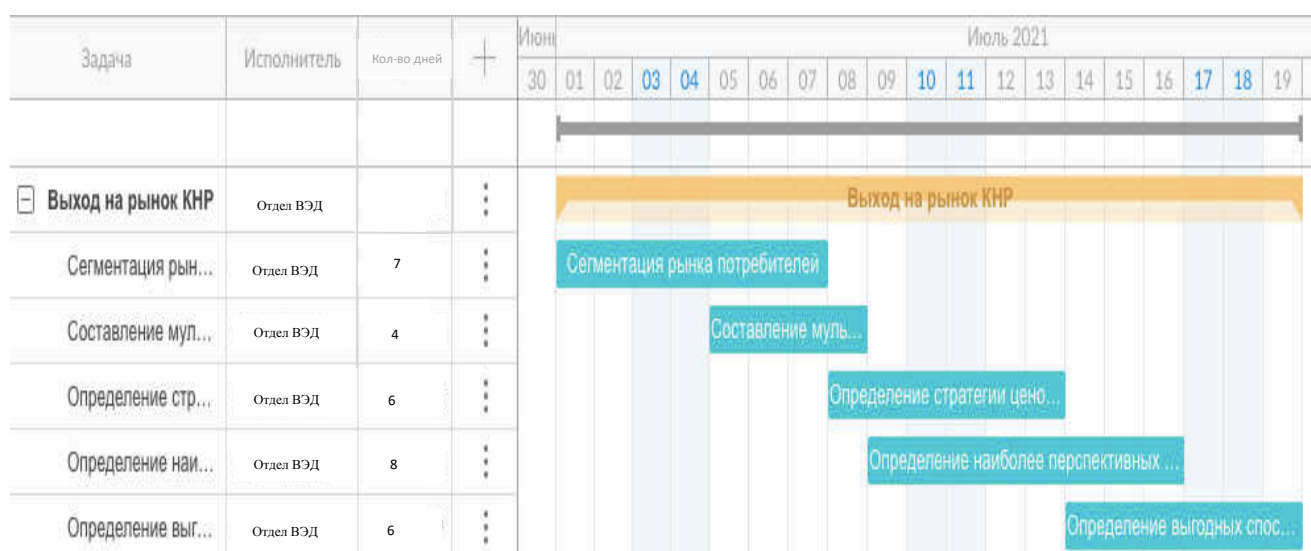 Задача Исполнитель Кол-во дней
Июнь Июль 2021
30 01 02 03 04 05 06 07 08 09 10 11 12 13 14 15 16 17 18 19
Выход на рынок КНР Отдел ВЭД Выход на рынок КНР
Сегментация рын... Отдел ВЭД 7 Сегментация рынка потребителей
Составление мул... Отдел ВЭД 4 Составление муль...
Определение стр... Отдел ВЭД 6 Определение стратегии цено...
Определение наи... Отдел ВЭД 8 Определение наиболее перспективных ...
Определение выг... Отдел ВЭД 6 Определение выгодных спос...